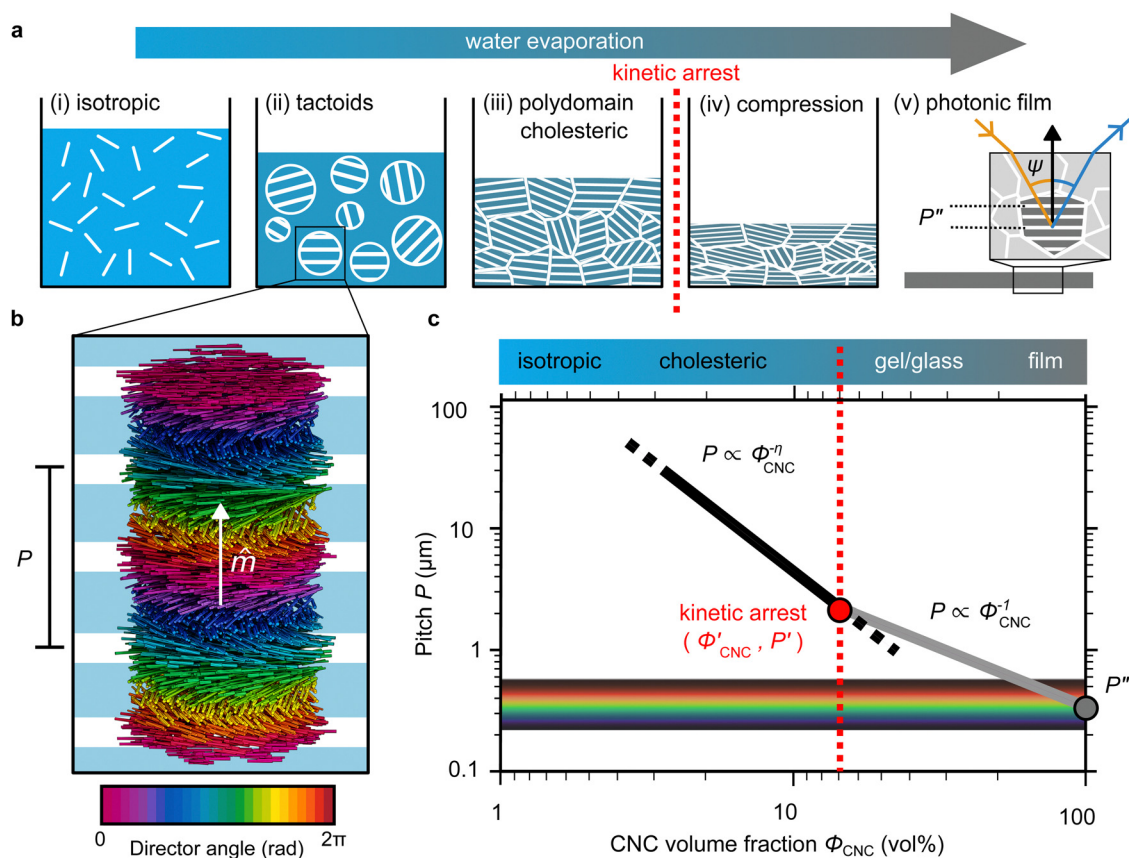 a
water evaporation
kinetic arrest
(i) isotropic
(ii) tactoids
(iii) polydomain
cholesteric
(iv) compression
(v) photonic film
ψ
P″
b
P
m̂
0
2π
Director angle (rad)
c
isotropic
cholesteric
gel/glass
film
100
10
1
0.1
Pitch P (μm)
P ∝ Φ_CNC^-η
kinetic arrest
( Φ′_CNC , P′ )
P ∝ Φ_CNC^-1
P″
1
10
100
CNC volume fraction Φ_CNC (vol%)